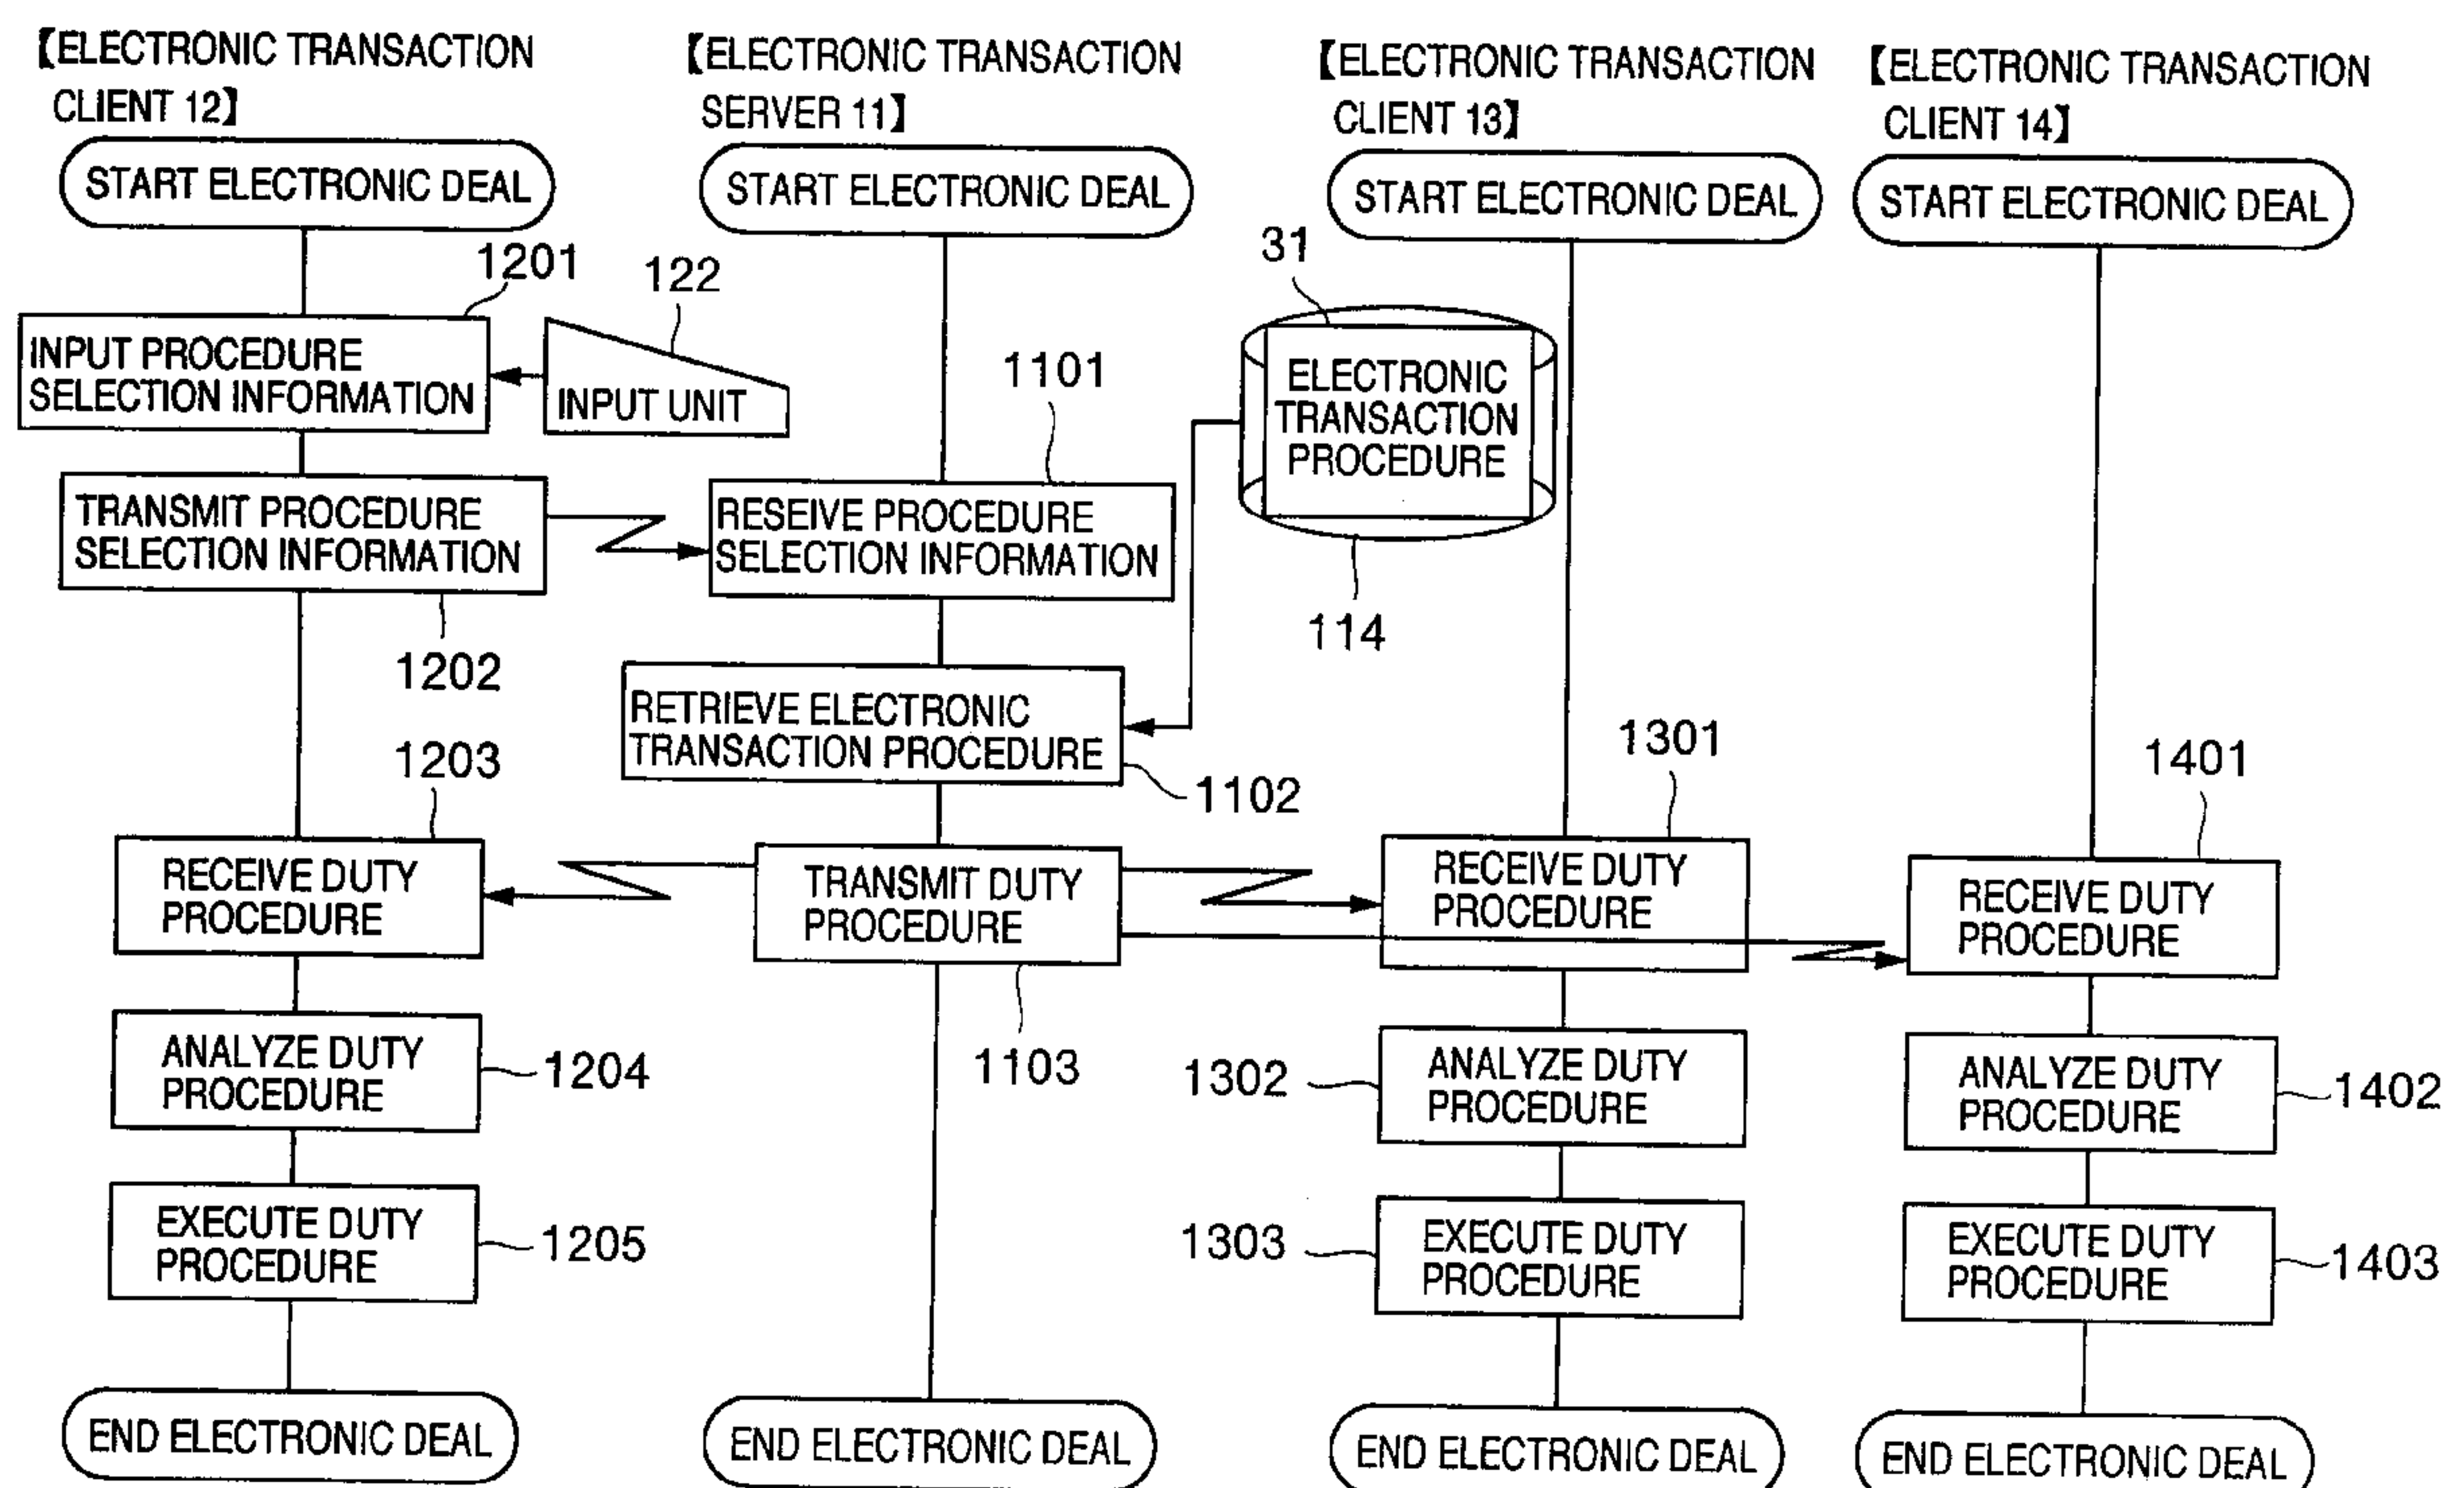 【ELECTRONIC TRANSACTION
CLIENT 12】
START ELECTRONIC DEAL
1201
INPUT PROCEDURE
SELECTION INFORMATION
122
INPUT UNIT
TRANSMIT PROCEDURE
SELECTION INFORMATION
1202
1203
RECEIVE DUTY
PROCEDURE
ANALYZE DUTY
PROCEDURE
1204
EXECUTE DUTY
PROCEDURE
1205
END ELECTRONIC DEAL
【ELECTRONIC TRANSACTION
SERVER 11】
START ELECTRONIC DEAL
1101
RESEIVE PROCEDURE
SELECTION INFORMATION
RETRIEVE ELECTRONIC
TRANSACTION PROCEDURE
1102
TRANSMIT DUTY
PROCEDURE
1103
END ELECTRONIC DEAL
【ELECTRONIC TRANSACTION
CLIENT 13】
START ELECTRONIC DEAL
31
ELECTRONIC
TRANSACTION
PROCEDURE
114
1301
RECEIVE DUTY
PROCEDURE
1302
ANALYZE DUTY
PROCEDURE
1303
EXECUTE DUTY
PROCEDURE
END ELECTRONIC DEAL
【ELECTRONIC TRANSACTION
CLIENT 14】
START ELECTRONIC DEAL
1401
RECEIVE DUTY
PROCEDURE
ANALYZE DUTY
PROCEDURE
1402
EXECUTE DUTY
PROCEDURE
1403
END ELECTRONIC DEAL